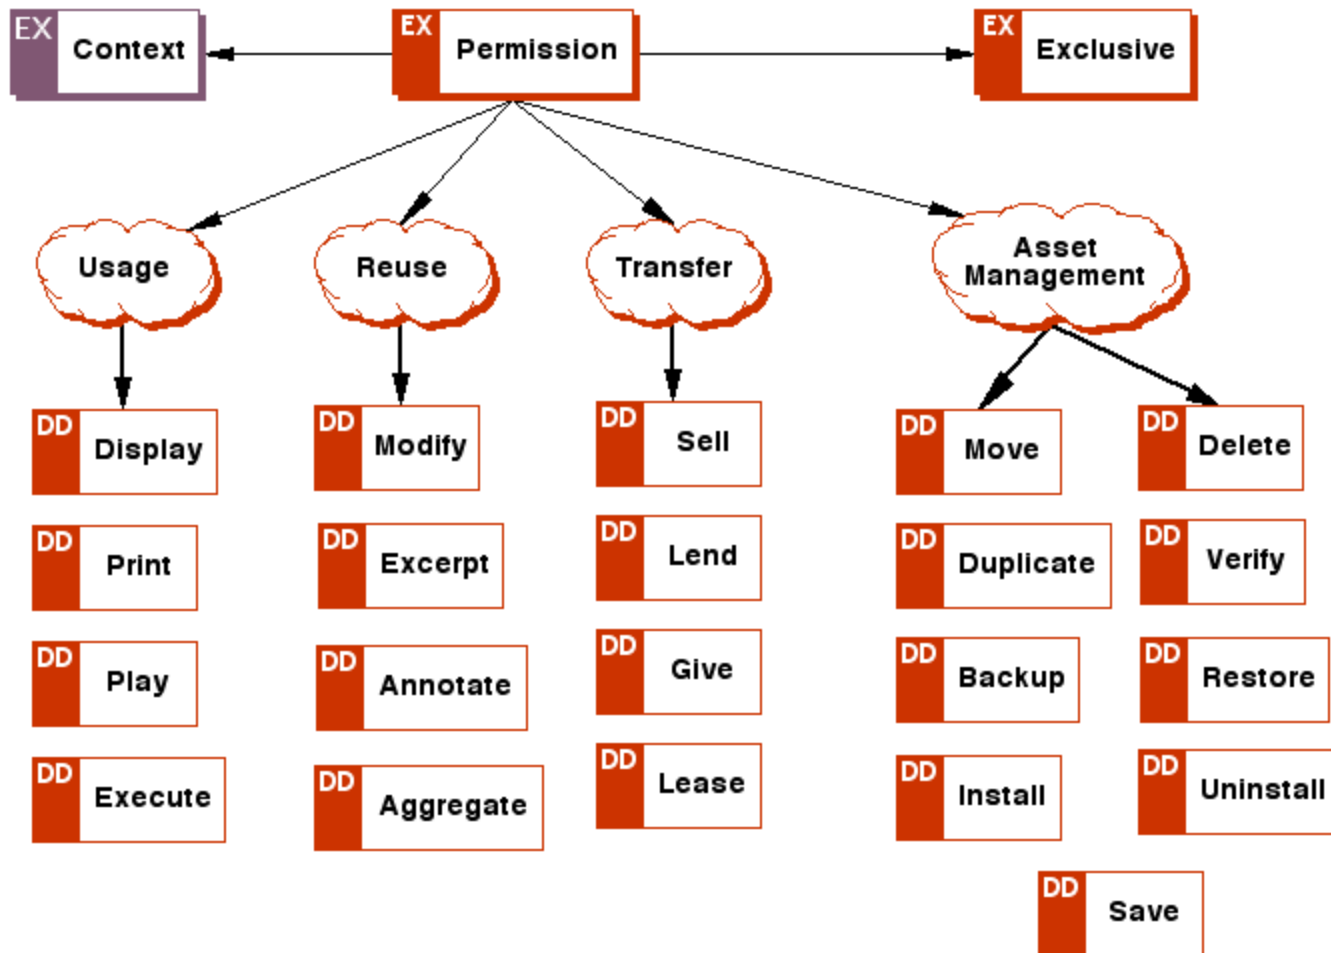 EX Context
EX Permission
EX Exclusive
Usage
Reuse
Transfer
Asset
Management
DD Display
DD Modify
DD Sell
DD Move
DD Delete
DD Print
DD Excerpt
DD Lend
DD Duplicate
DD Verify
DD Play
DD Annotate
DD Give
DD Backup
DD Restore
DD Execute
DD Aggregate
DD Lease
DD Install
DD Uninstall
DD Save